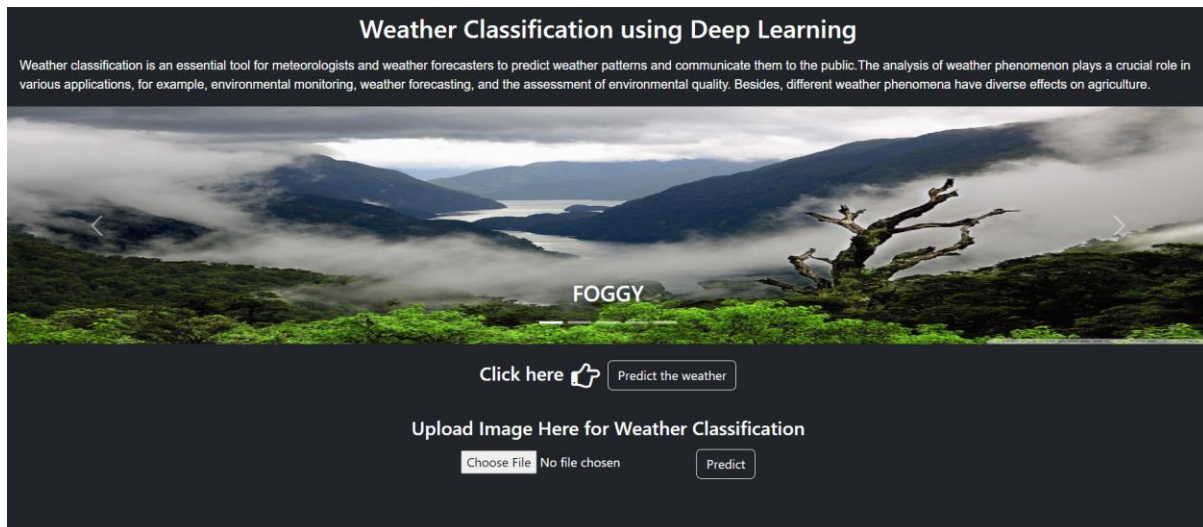 Weather Classification using Deep Learning
Weather classification is an essential tool for meteorologists and weather forecasters to predict weather patterns and communicate them to the public.The analysis of weather phenomenon plays a crucial role in
various applications, for example, environmental monitoring, weather forecasting, and the assessment of environmental quality. Besides, different weather phenomena have diverse effects on agriculture.
FOGGY
Click here Predict the weather
Upload Image Here for Weather Classification
Choose File No file chosen Predict